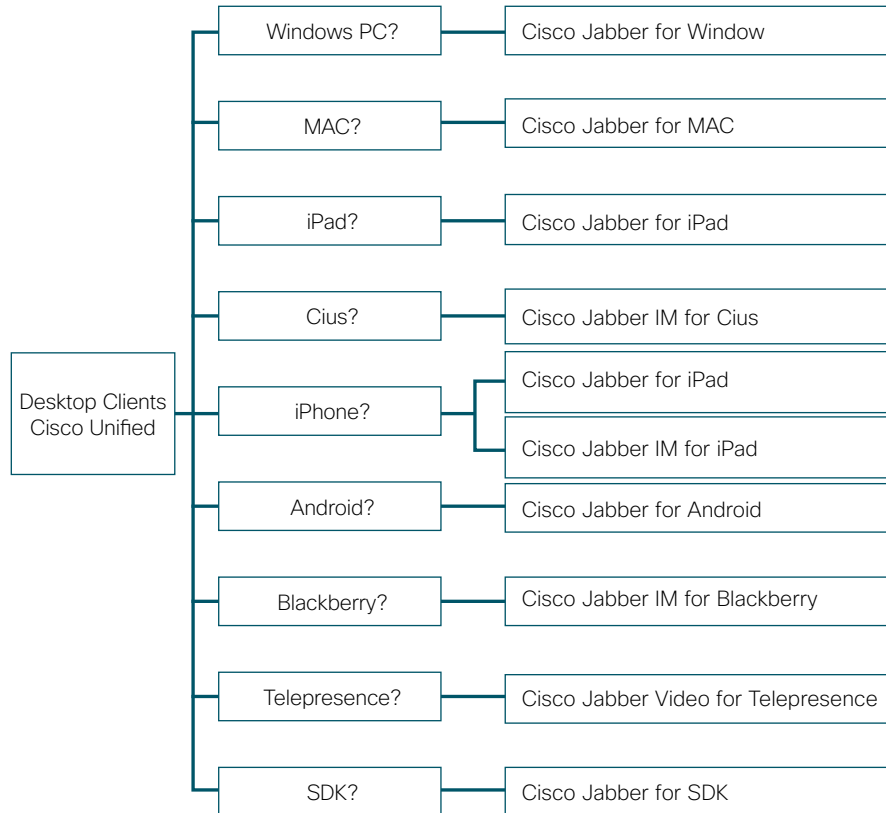 Windows PC?
Cisco Jabber for Window
MAC?
Cisco Jabber for MAC
iPad?
Cisco Jabber for iPad
Cius?
Cisco Jabber IM for Cius
Desktop Clients
Cisco Unified
iPhone?
Cisco Jabber for iPad
Cisco Jabber IM for iPad
Android?
Cisco Jabber for Android
Blackberry?
Cisco Jabber IM for Blackberry
Telepresence?
Cisco Jabber Video for Telepresence
SDK?
Cisco Jabber for SDK